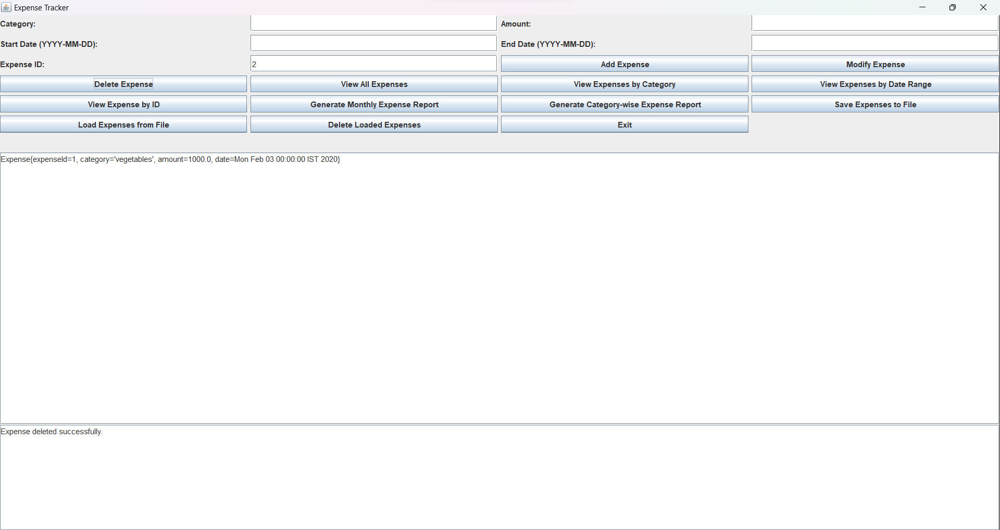 Expense Tracker
Category: Amount:
Start Date (YYYY-MM-DD): End Date (YYYY-MM-DD):
Expense ID: 2 Add Expense Modify Expense
Delete Expense View All Expenses View Expenses by Category View Expenses by Date Range
View Expense by ID Generate Monthly Expense Report Generate Category-wise Expense Report Save Expenses to File
Load Expenses from File Delete Loaded Expenses Exit
Expense{expenseId=1, category='vegetables', amount=1000.0, date=Mon Feb 03 00:00:00 IST 2020}
Expense deleted successfully.